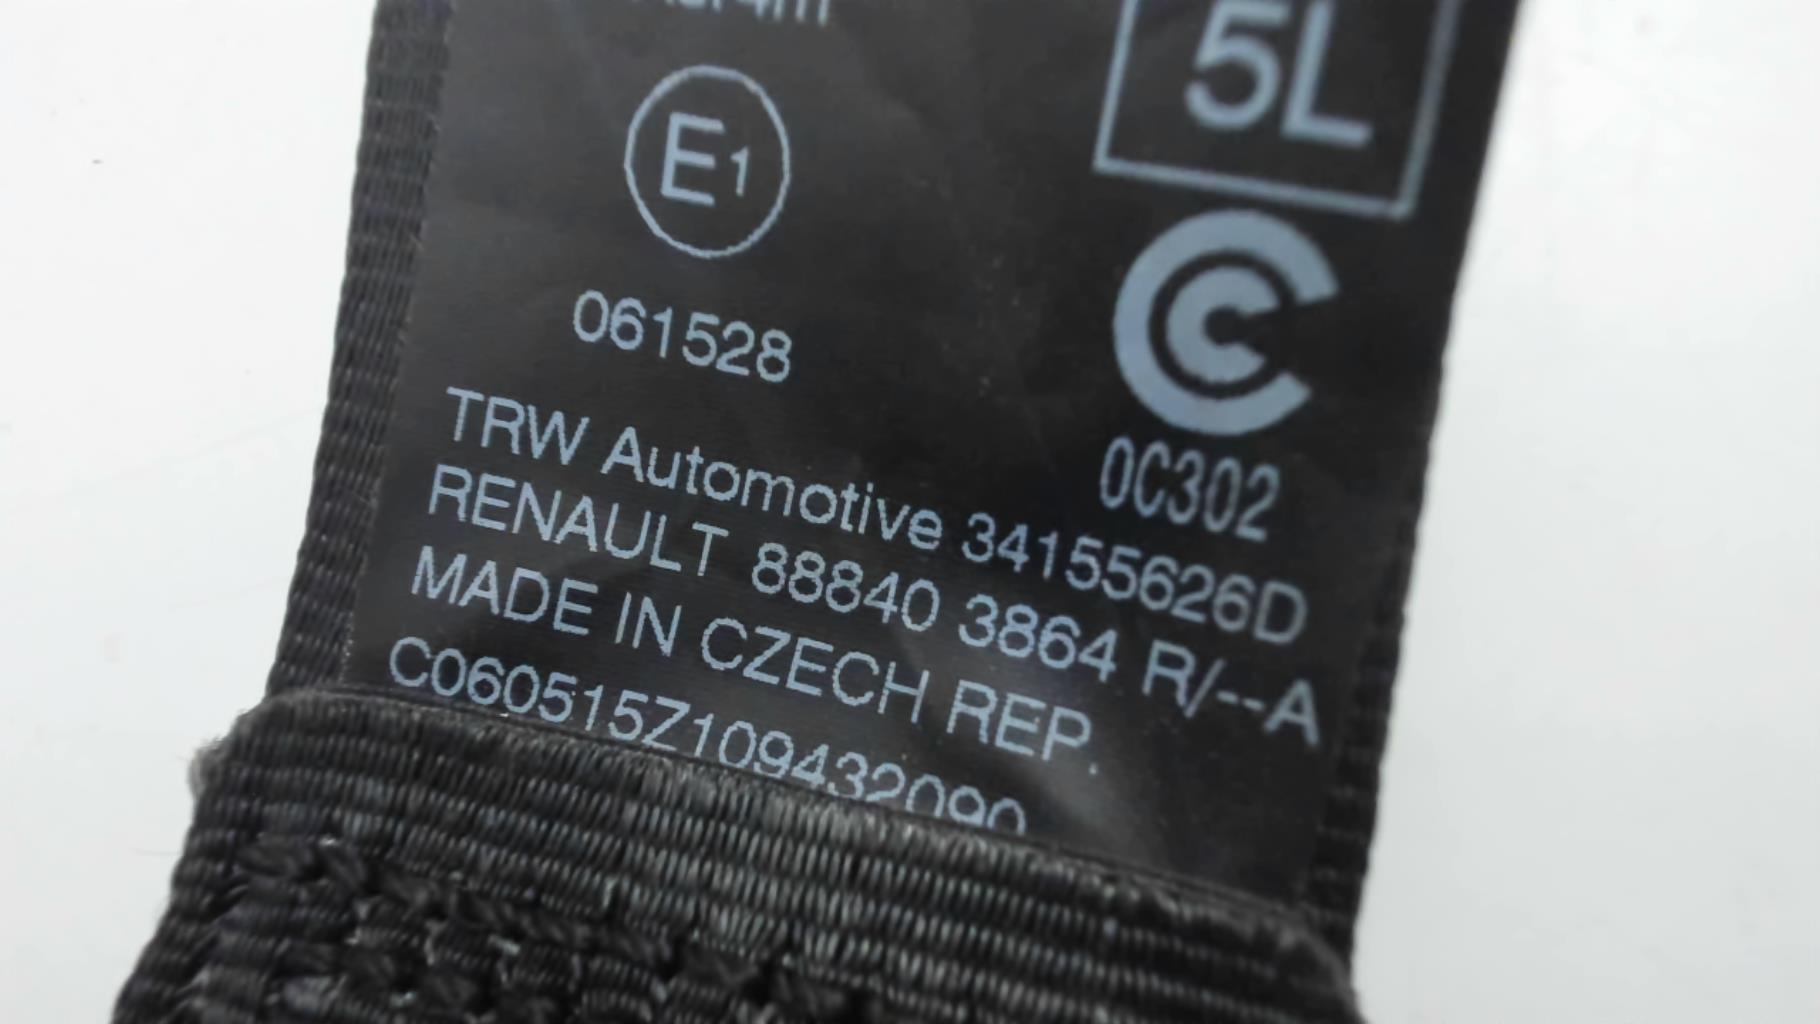 5L
E1
061528
0C302
TRW Automotive 34155626D
RENAULT 88840 3864 R/--A
MADE IN CZECH REP.
C060515Z109432090